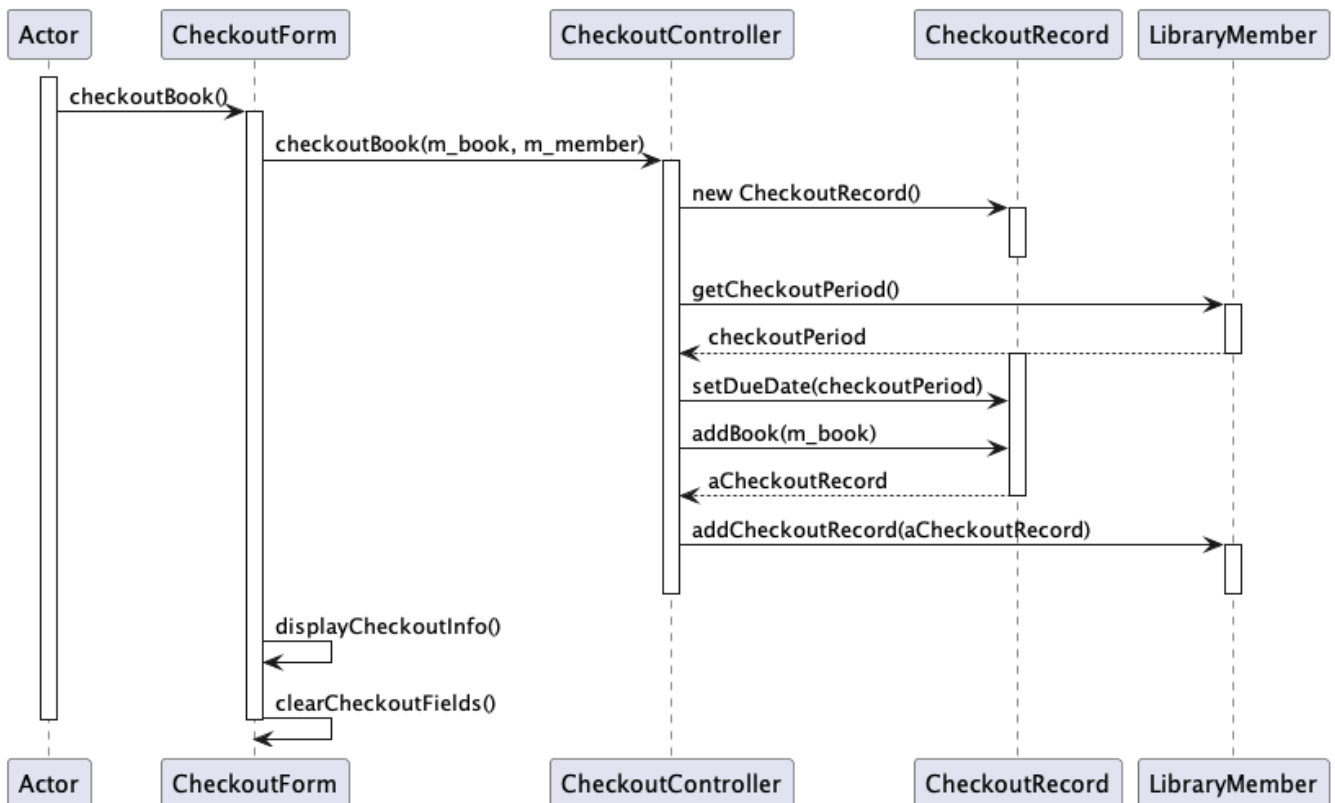 Actor CheckoutForm CheckoutController CheckoutRecord LibraryMember
checkoutBook()
checkoutBook(m_book, m_member)
new CheckoutRecord()
getCheckoutPeriod()
checkoutPeriod
setDueDate(checkoutPeriod)
addBook(m_book)
aCheckoutRecord
addCheckoutRecord(aCheckoutRecord)
displayCheckoutInfo()
clearCheckoutFields()
Actor CheckoutForm CheckoutController CheckoutRecord LibraryMember